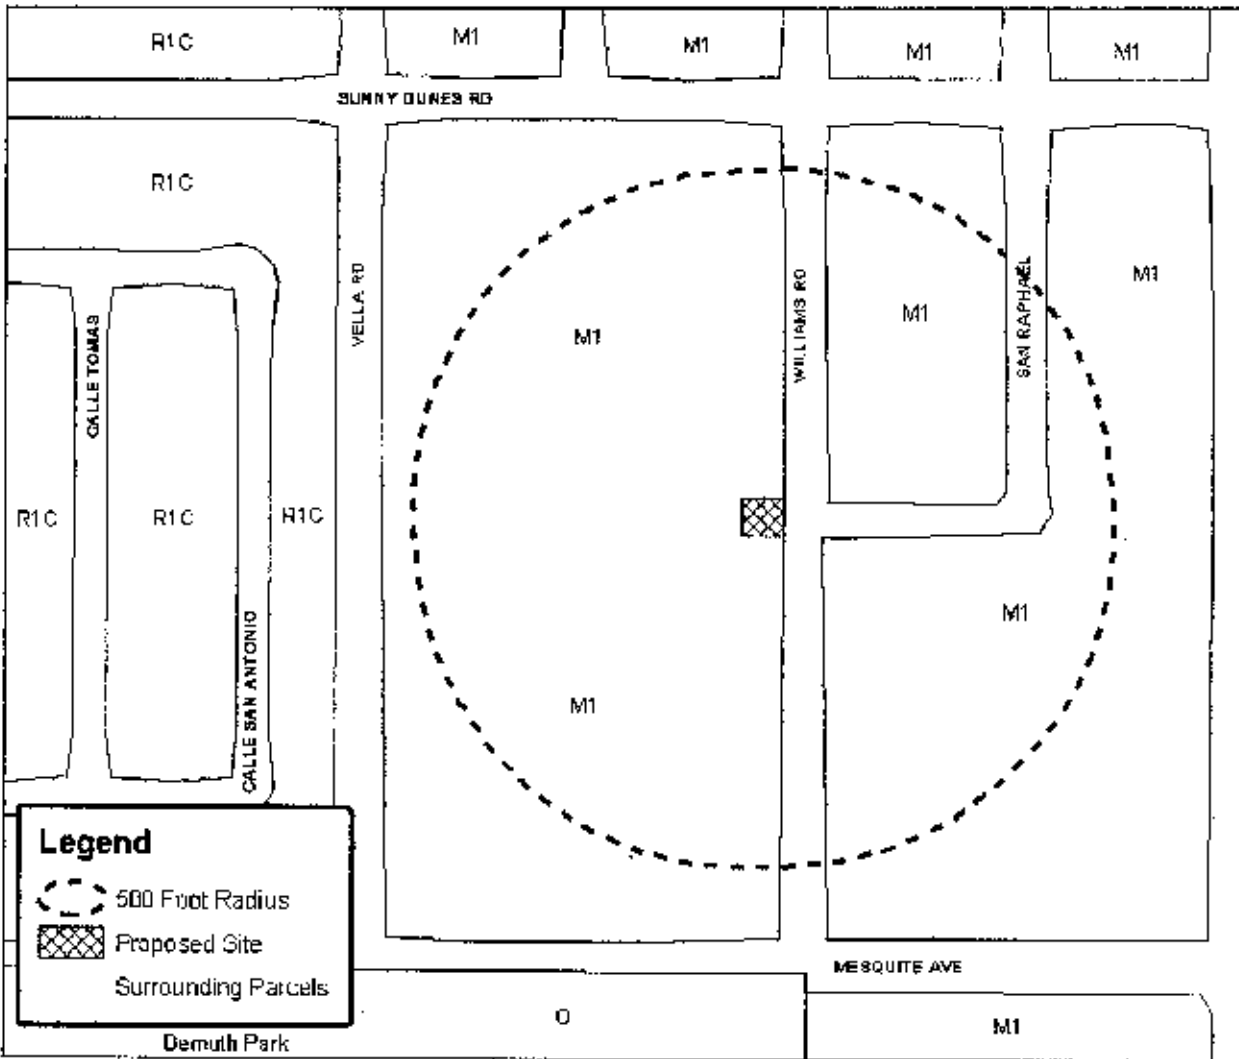 R1C
M1
M1
M1
M1
SUNNY DUNES RD
R1C
VELLA RD
M1
WILLIAMS RD
M1
SAN RAPHAEL
M1
CALLE TOMAS
R1C
R1C
R1C
CALLE SAN ANTONIO
M1
M1
Legend
500 Foot Radius
Proposed Site
Surrounding Parcels
MESQUITE AVE
O
M1
Demuth Park